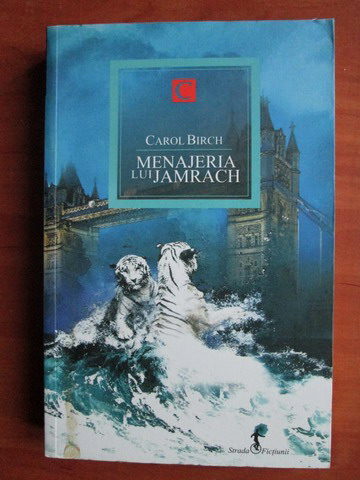 C
CAROL BIRCH
MENAJERIA
LUI JAMRACH
Strada Ficțiunii